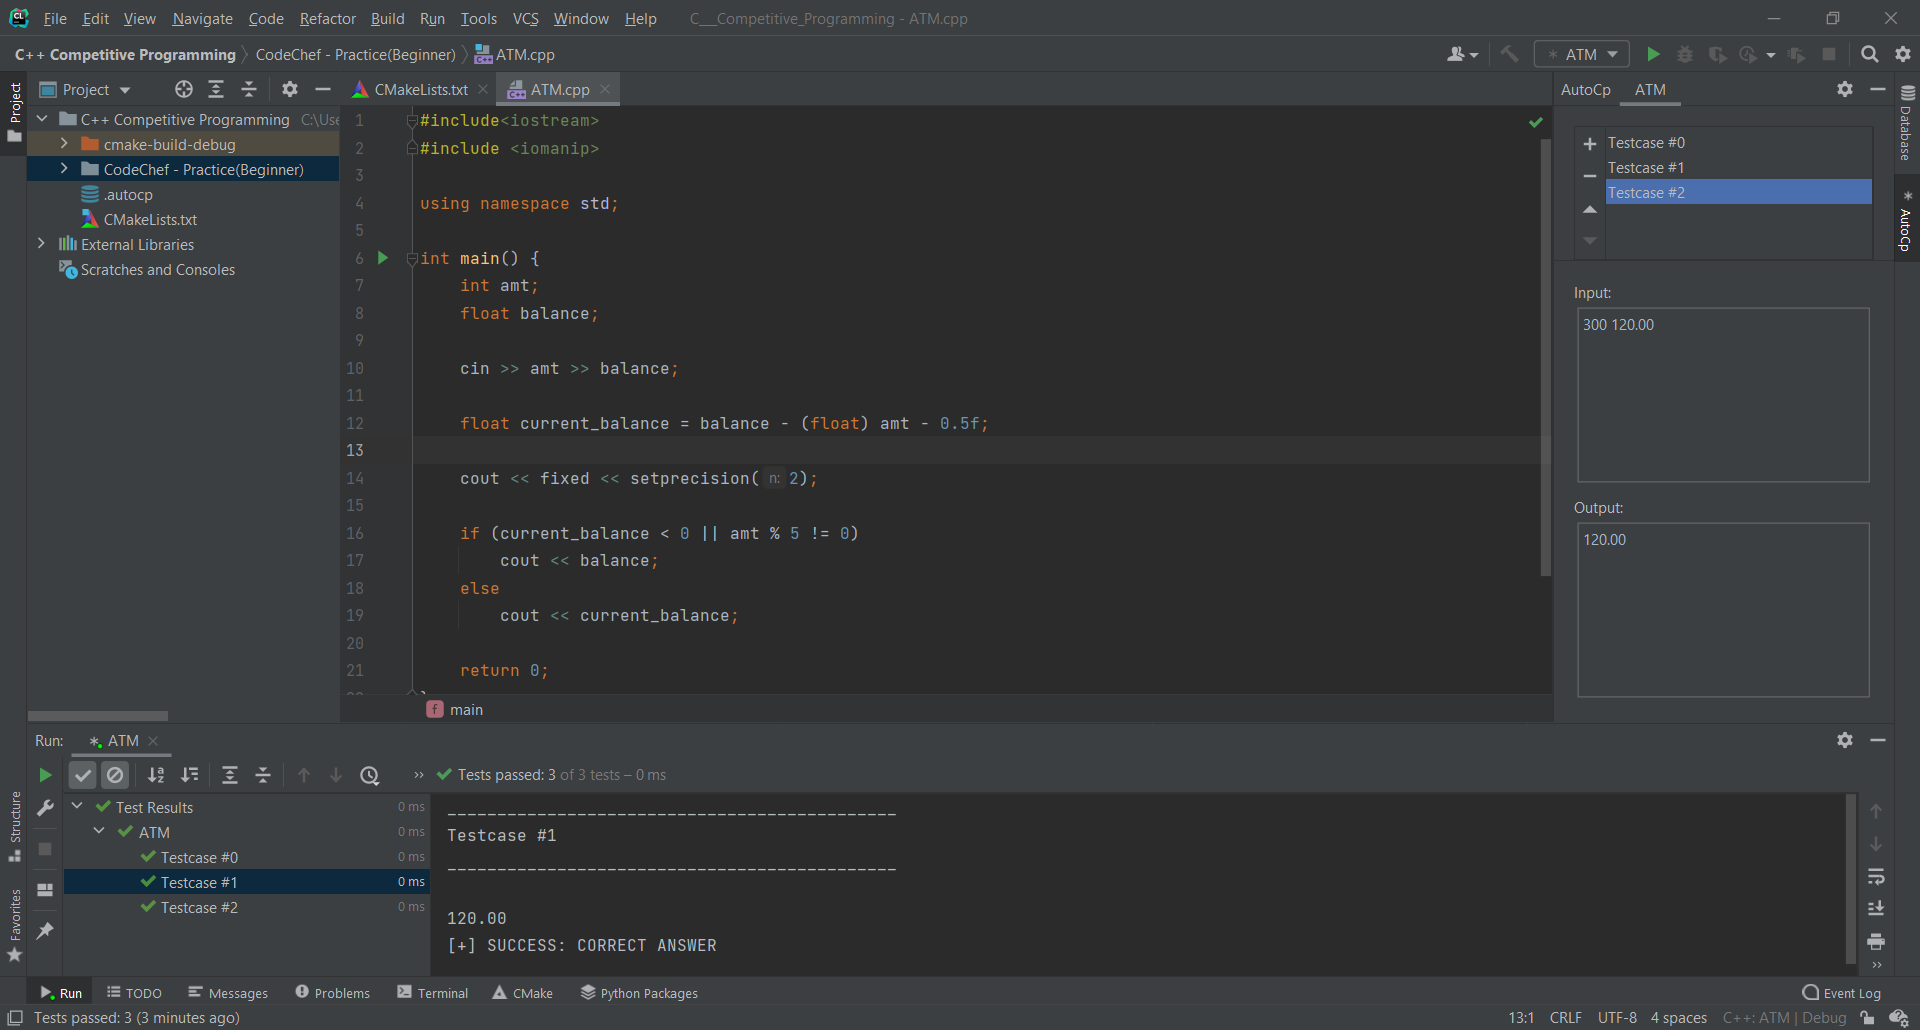 File Edit View Navigate Code Refactor Build Run Tools VCS Window Help C__Competitive_Programming - ATM.cpp
C++ Competitive Programming CodeChef - Practice(Beginner) ATM.cpp
ATM
Project
Project
CMakeLists.txt
ATM.cpp
AutoCp
ATM
C++ Competitive Programming C:\Use
cmake-build-debug
CodeChef - Practice(Beginner)
.autocp
CMakeLists.txt
External Libraries
Scratches and Consoles
1 #include<iostream>
2 #include <iomanip>
3
4 using namespace std;
5
6 int main() {
7 int amt;
8 float balance;
9
10 cin >> amt >> balance;
11
12 float current_balance = balance - (float) amt - 0.5f;
13
14 cout << fixed << setprecision( n: 2);
15
16 if (current_balance < 0 || amt % 5 != 0)
17 cout << balance;
18 else
19 cout << current_balance;
20
21 return 0;
main
Testcase #0
Testcase #1
Testcase #2
Input:
300 120.00
Output:
120.00
Database
AutoCp
Run: ATM
Tests passed: 3 of 3 tests – 0 ms
Test Results 0 ms
ATM 0 ms
Testcase #0 0 ms
Testcase #1 0 ms
Testcase #2 0 ms
Testcase #1
120.00
[+] SUCCESS: CORRECT ANSWER
Structure
Favorites
Run TODO Messages Problems Terminal CMake Python Packages Event Log
Tests passed: 3 (3 minutes ago) 13:1 CRLF UTF-8 4 spaces C++: ATM | Debug